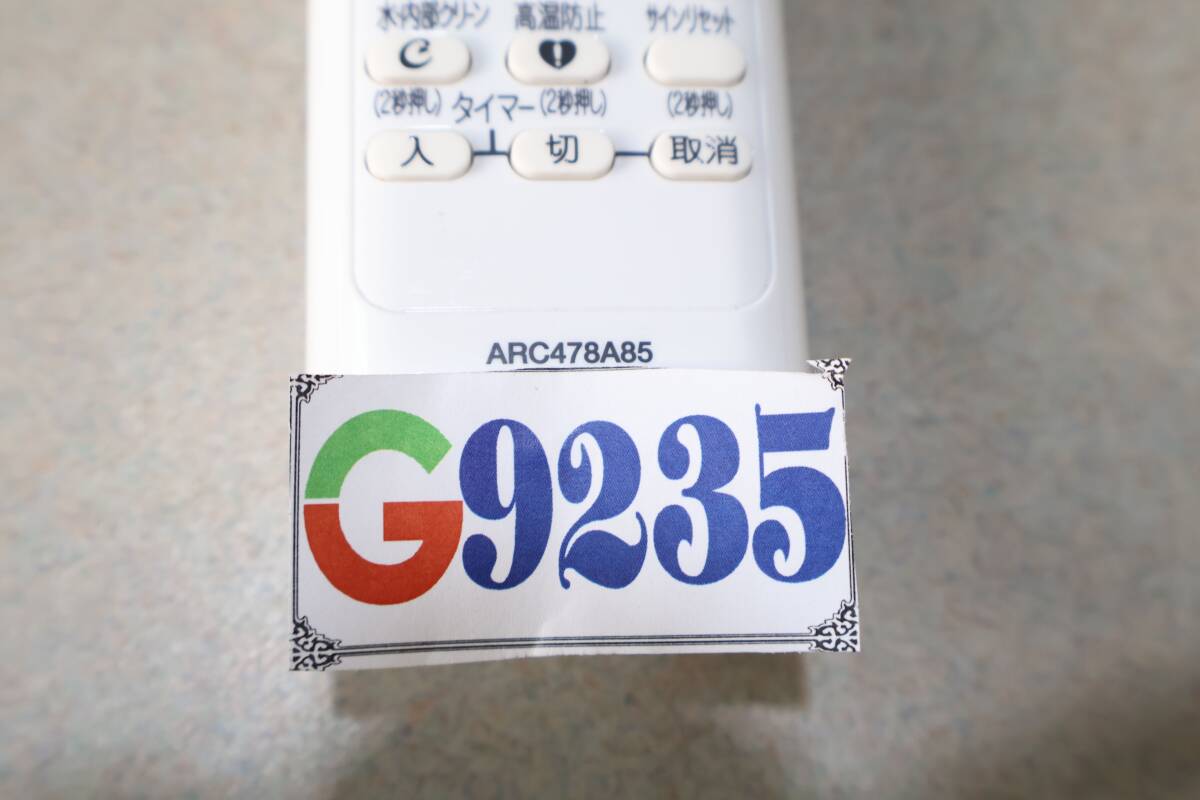 水内部クリーン 高温防止 サインリセット
(2秒押し) タイマー (2秒押し) (2秒押し)
入 切 取消
ARC478A85
G9235